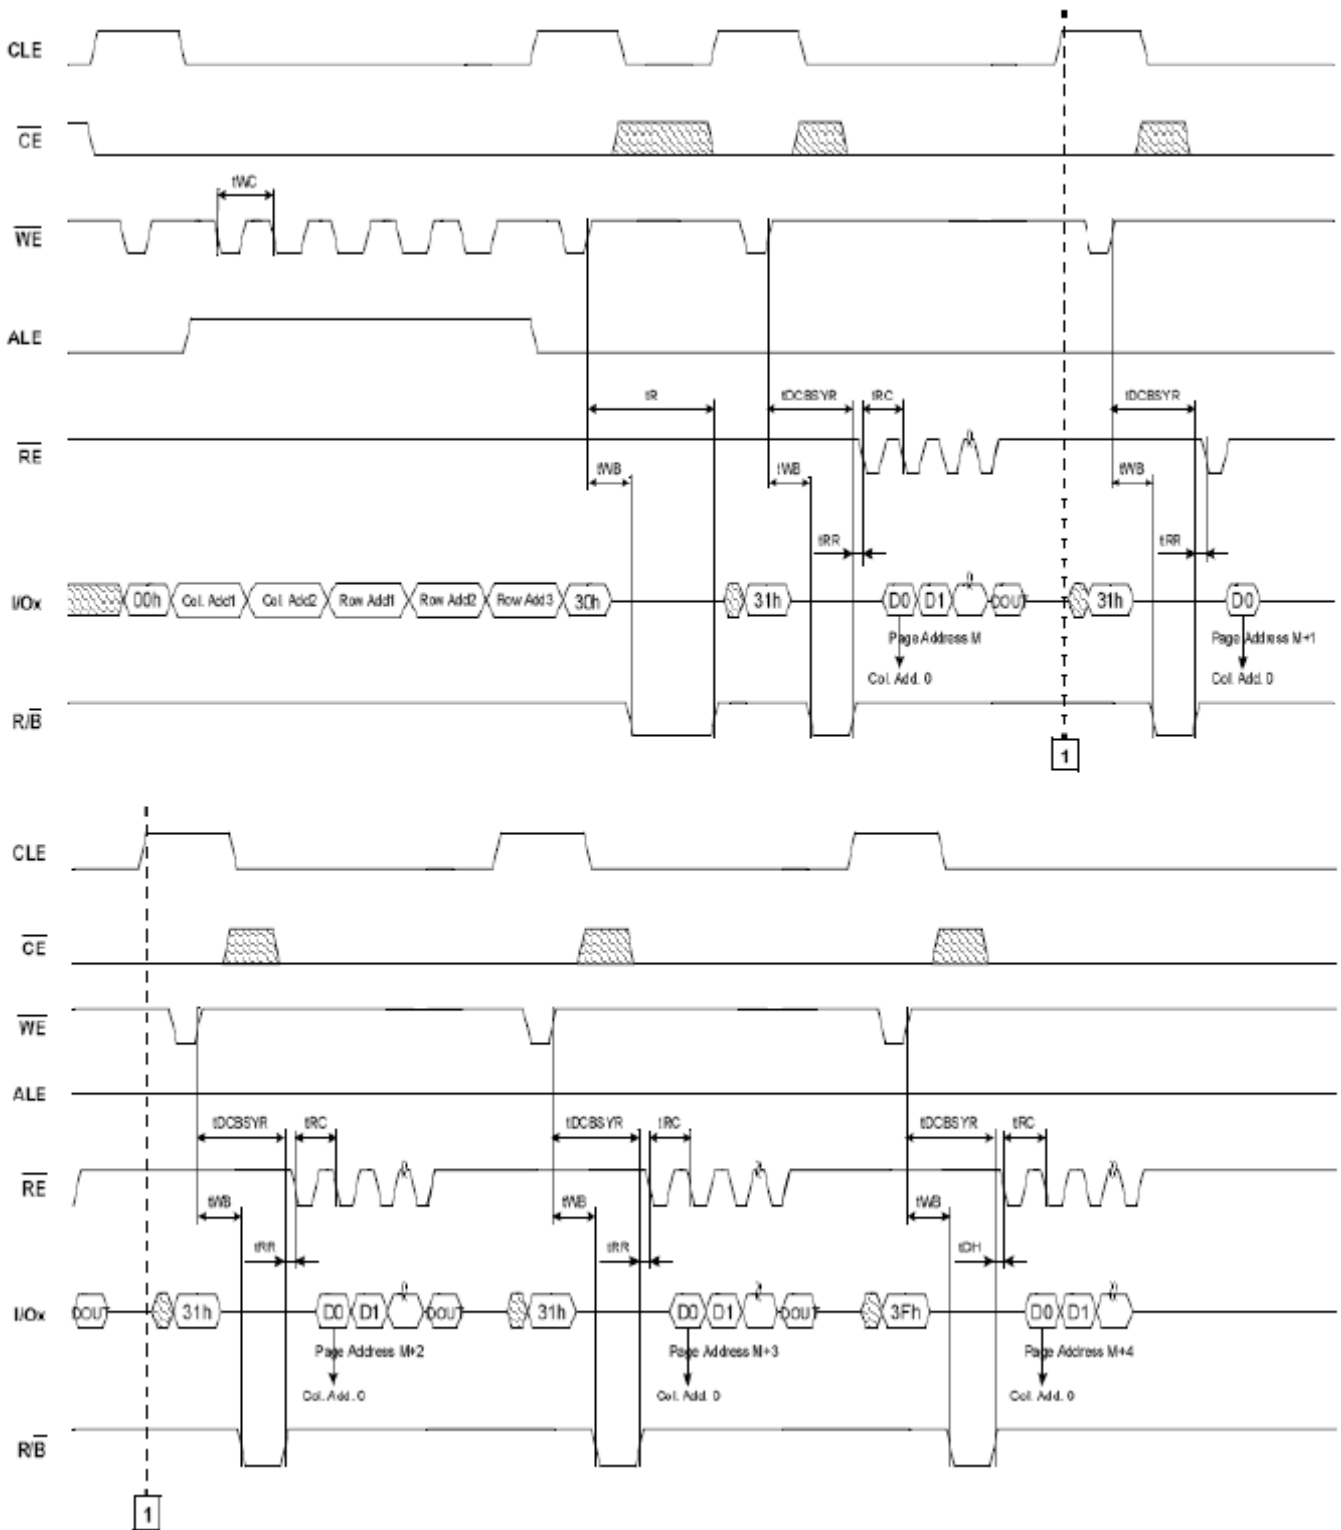 CLE
CE
tWC
WE
ALE
tR tDCBSYR tRC tDCBSYR
RE
tWB tWB tWB
tRR tRR
I/Ox 00h Col. Add1 Col. Add2 Row Add1 Row Add2 Row Add3 30h 31h D0 D1 DOUT 31h D0
Page Address M Page Address M+1
Col. Add. 0 Col. Add. 0
R/B
1
CLE
CE
WE
ALE
tDCBSYR tRC tDCBSYR tRC tDCBSYR tRC
RE
tWB tWB tWB
tRR tRR tDH
I/Ox DOUT 31h D0 D1 DOUT 31h D0 D1 DOUT 3Fh D0 D1
Page Address M+2 Page Address M+3 Page Address M+4
Col. Add. 0 Col. Add. 0 Col. Add. 0
R/B
1